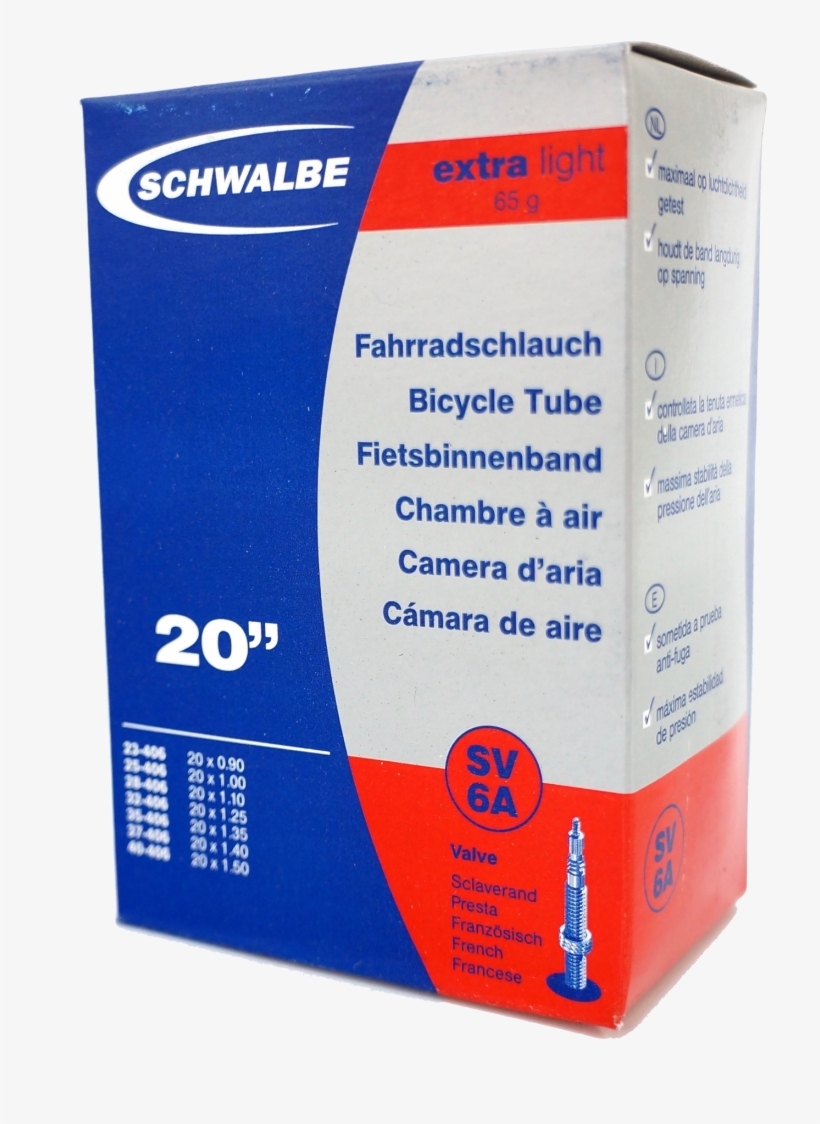 SCHWALBE
extra light
65 g
Fahrradschlauch
Bicycle Tube
Fietsbinnenband
Chambre à air
Camera d'aria
Cámara de aire
20”
23-406 20 x 0.90
25-406 20 x 1.00
28-406 20 x 1.10
32-406 20 x 1.25
35-406 20 x 1.35
37-406 20 x 1.40
40-406 20 x 1.50
SV
6A
Valve
Sclaverand
Presta
Französisch
French
Francese
NL
maximaal op luchtdichtheid
getest
houdt de band langdurig
op spanning
I
controllata la tenuta
della camera d'aria
massima stabilità della
pressione dell'aria
E
sometida a prueba
anti-fuga
máxima estabilidad
de presión
SV
6A